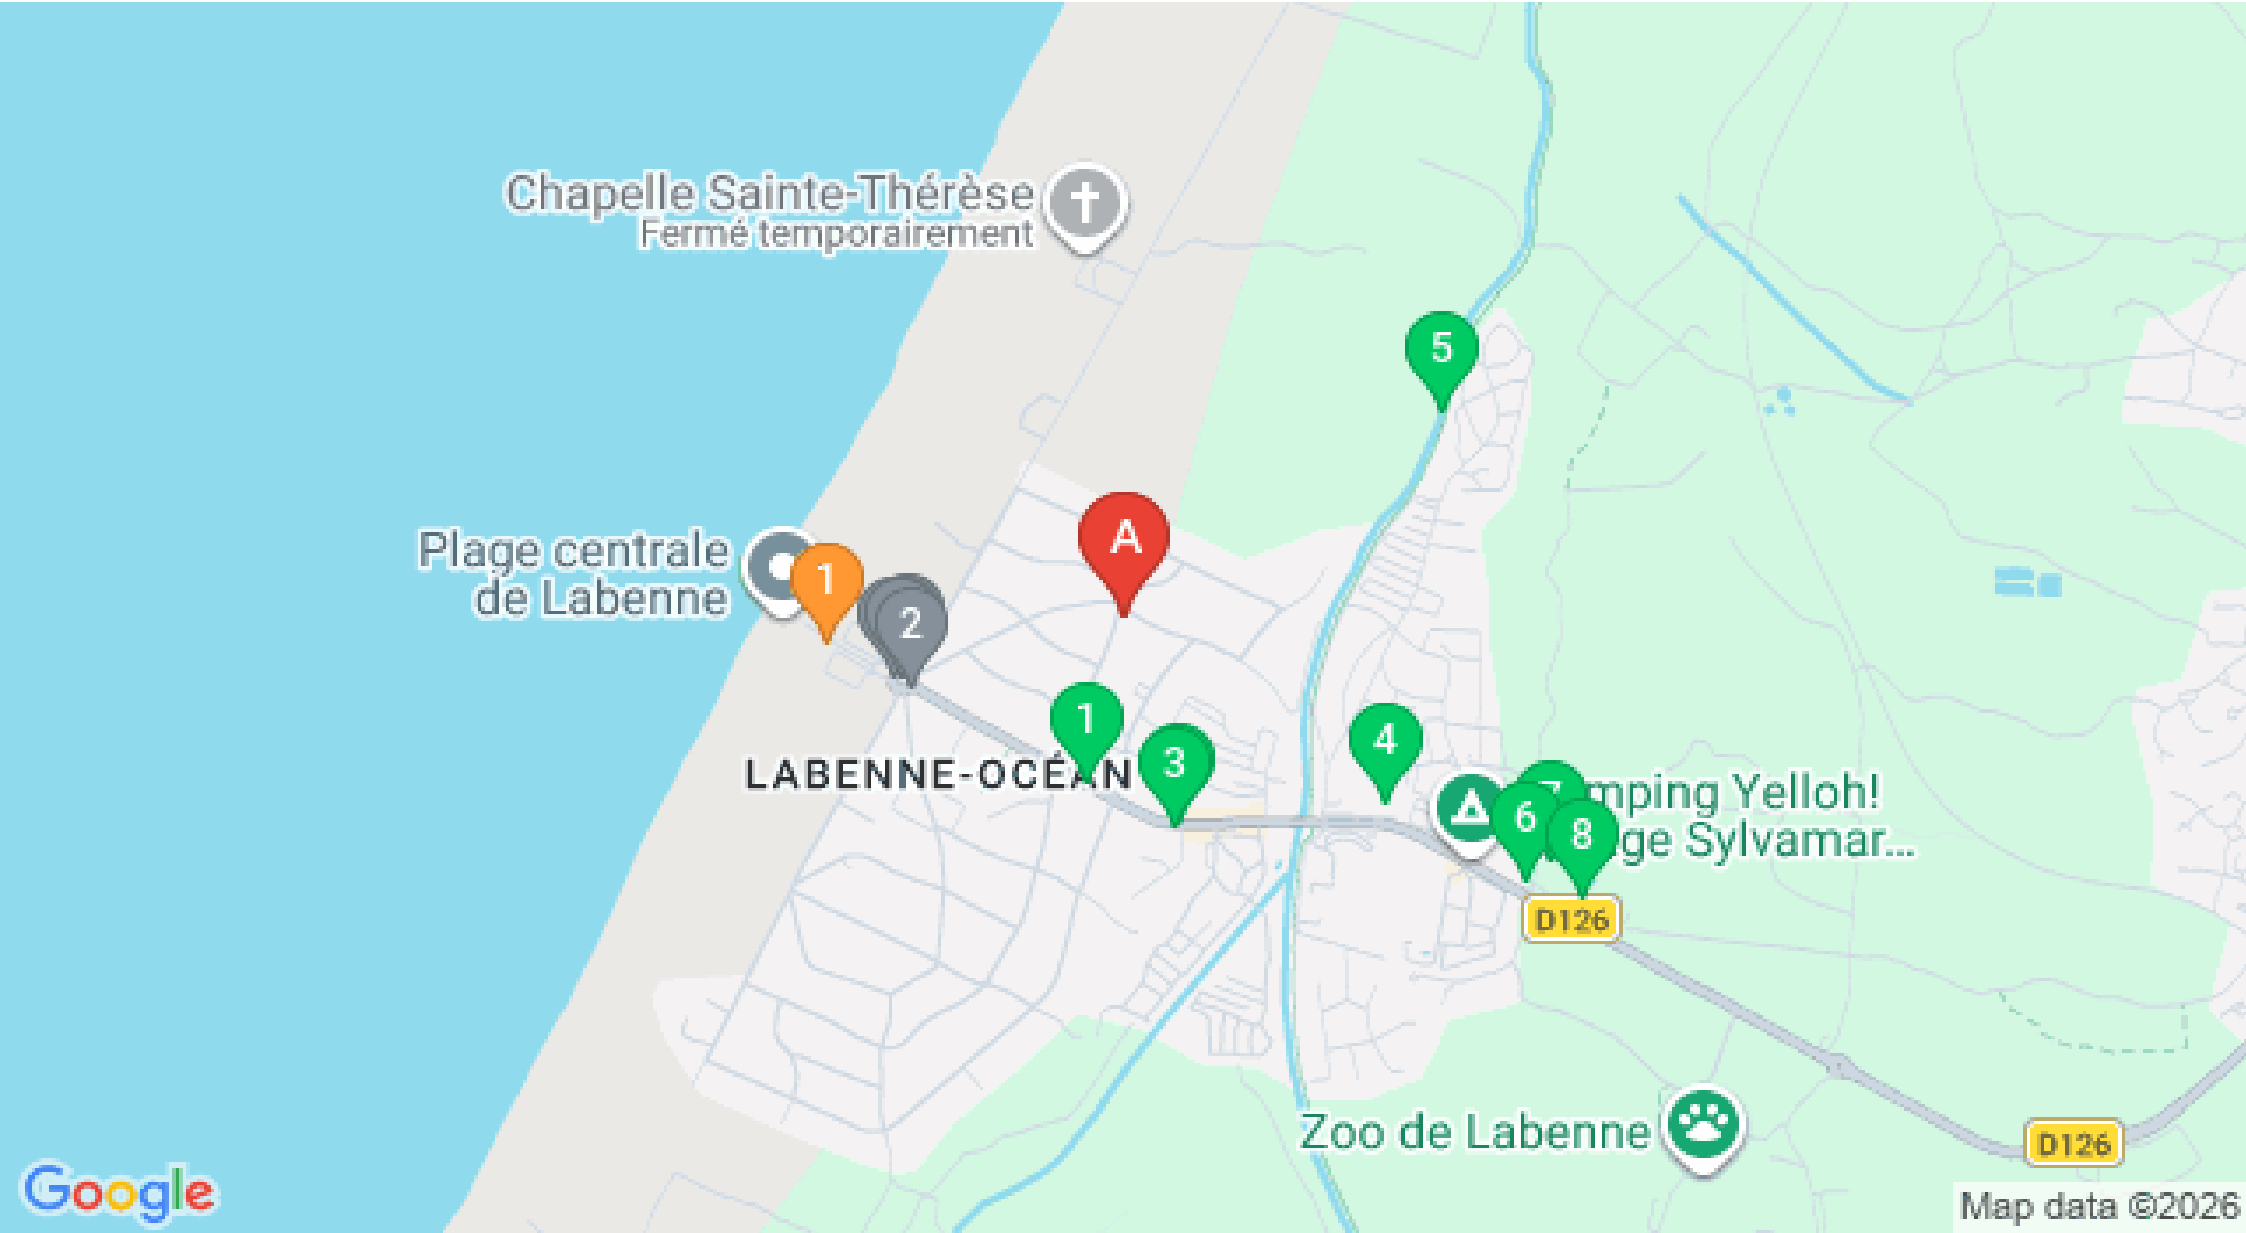 Chapelle Sainte-Thérèse
Fermé temporairement
5
A
Plage centrale
de Labenne
1
2
1
3
4
LABENNE-OCÉAN
7
6
8
mping Yelloh!
ge Sylvamar...
D126
Zoo de Labenne
D126
Google
Map data ©2026